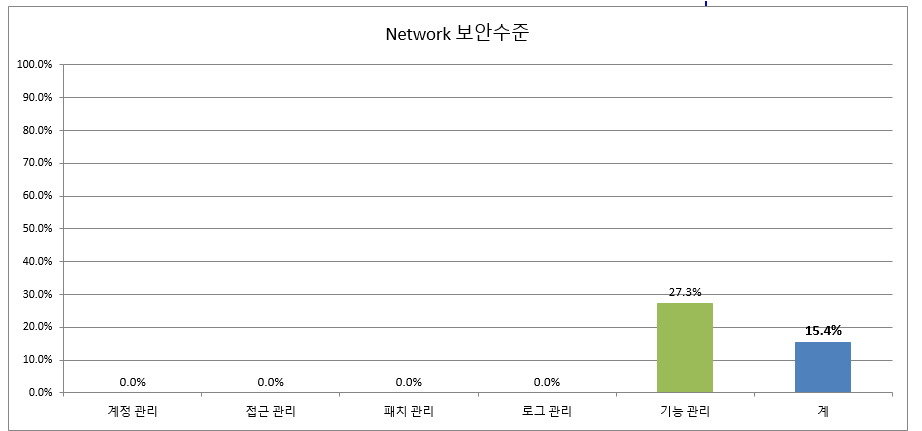 Network 보안수준
100.0%
90.0%
80.0%
70.0%
60.0%
50.0%
40.0%
30.0%
20.0%
10.0%
0.0%
0.0%
0.0%
0.0%
0.0%
27.3%
15.4%
계정 관리
접근 관리
패치 관리
로그 관리
기능 관리
계